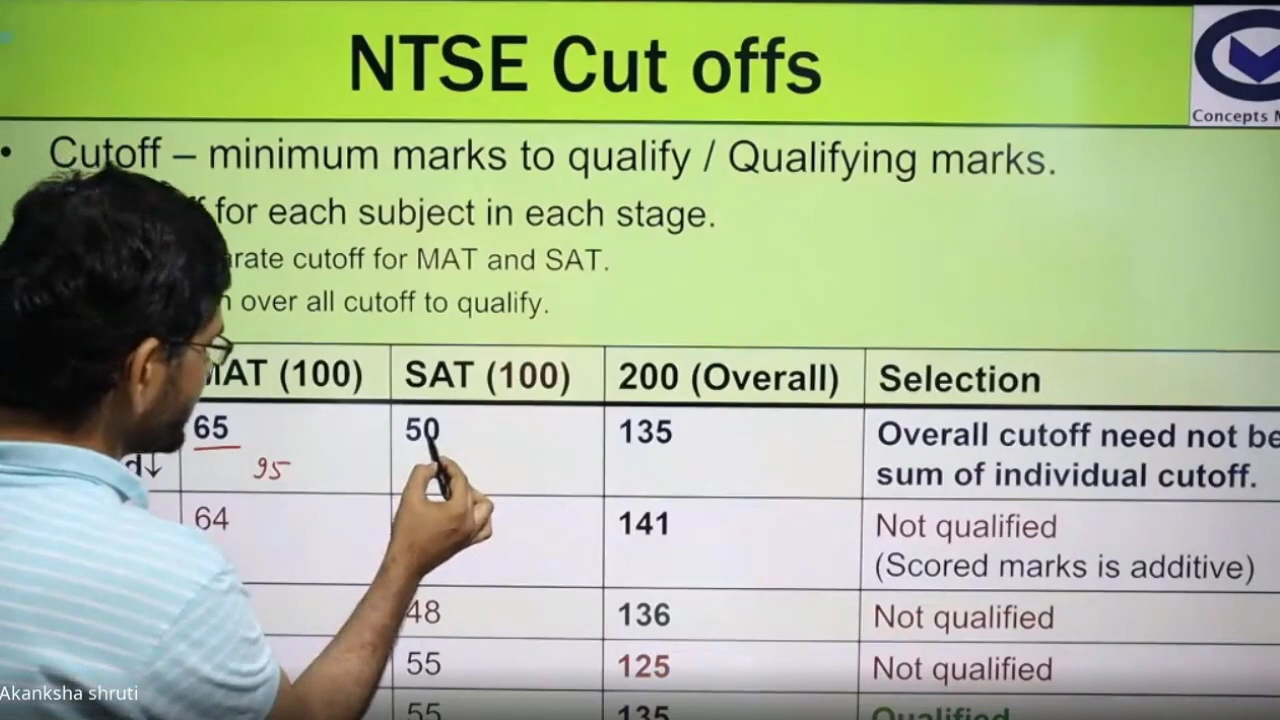 NTSE Cut offs
Concepts
• Cutoff – minimum marks to qualify / Qualifying marks.
for each subject in each stage.
cutoff for MAT and SAT.
over all cutoff to qualify.
MAT (100) SAT (100) 200 (Overall) Selection
65 50 135 Overall cutoff need not be
95 sum of individual cutoff.
64 141 Not qualified
(Scored marks is additive)
48 136 Not qualified
55 125 Not qualified
55 135 Qualified
Akanksha shruti